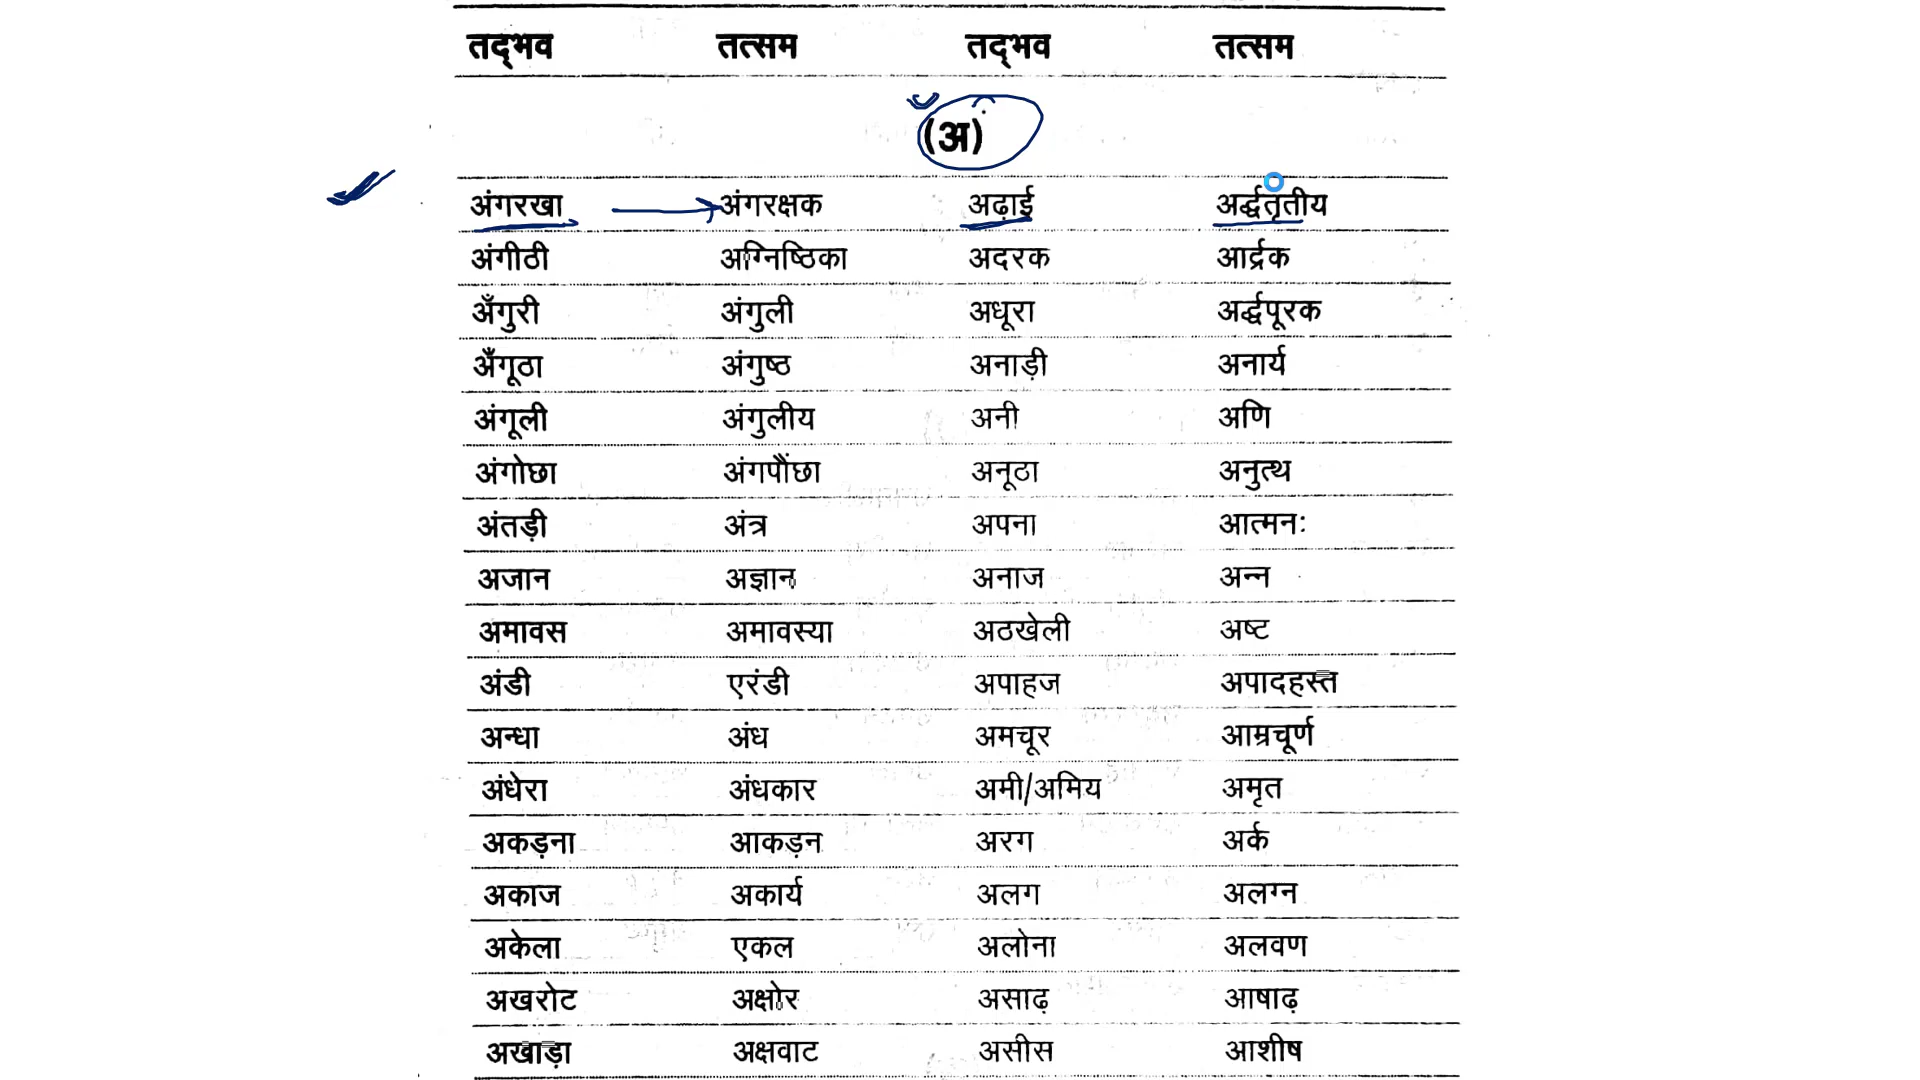 तद्भव तत्सम तद्भव तत्सम
(अ)
अंगरखा अंगरक्षक अढ़ाई अर्द्धतृतीय
अंगीठी अग्निष्ठिका अदरक आर्द्रक
अँगुरी अंगुली अधूरा अर्द्धपूरक
अँगूठा अंगुष्ठ अनाड़ी अनार्य
अंगूली अंगुलीय अनी अणि
अंगोछा अंगपौंछा अनूठा अनुत्थ
अंतड़ी अंत्र अपना आत्मनः
अजान अज्ञान अनाज अन्न
अमावस अमावस्या अठखेली अष्ट
अंडी एरंडी अपाहज अपादहस्त
अन्धा अंध अमचूर आम्रचूर्ण
अंधेरा अंधकार अमी/अमिय अमृत
अकड़ना आकड़न अरग अर्क
अकाज अकार्य अलग अलग्न
अकेला एकल अलोना अलवण
अखरोट अक्षोर असाढ़ आषाढ़
अखाड़ा अक्षवाट असीस आशीष